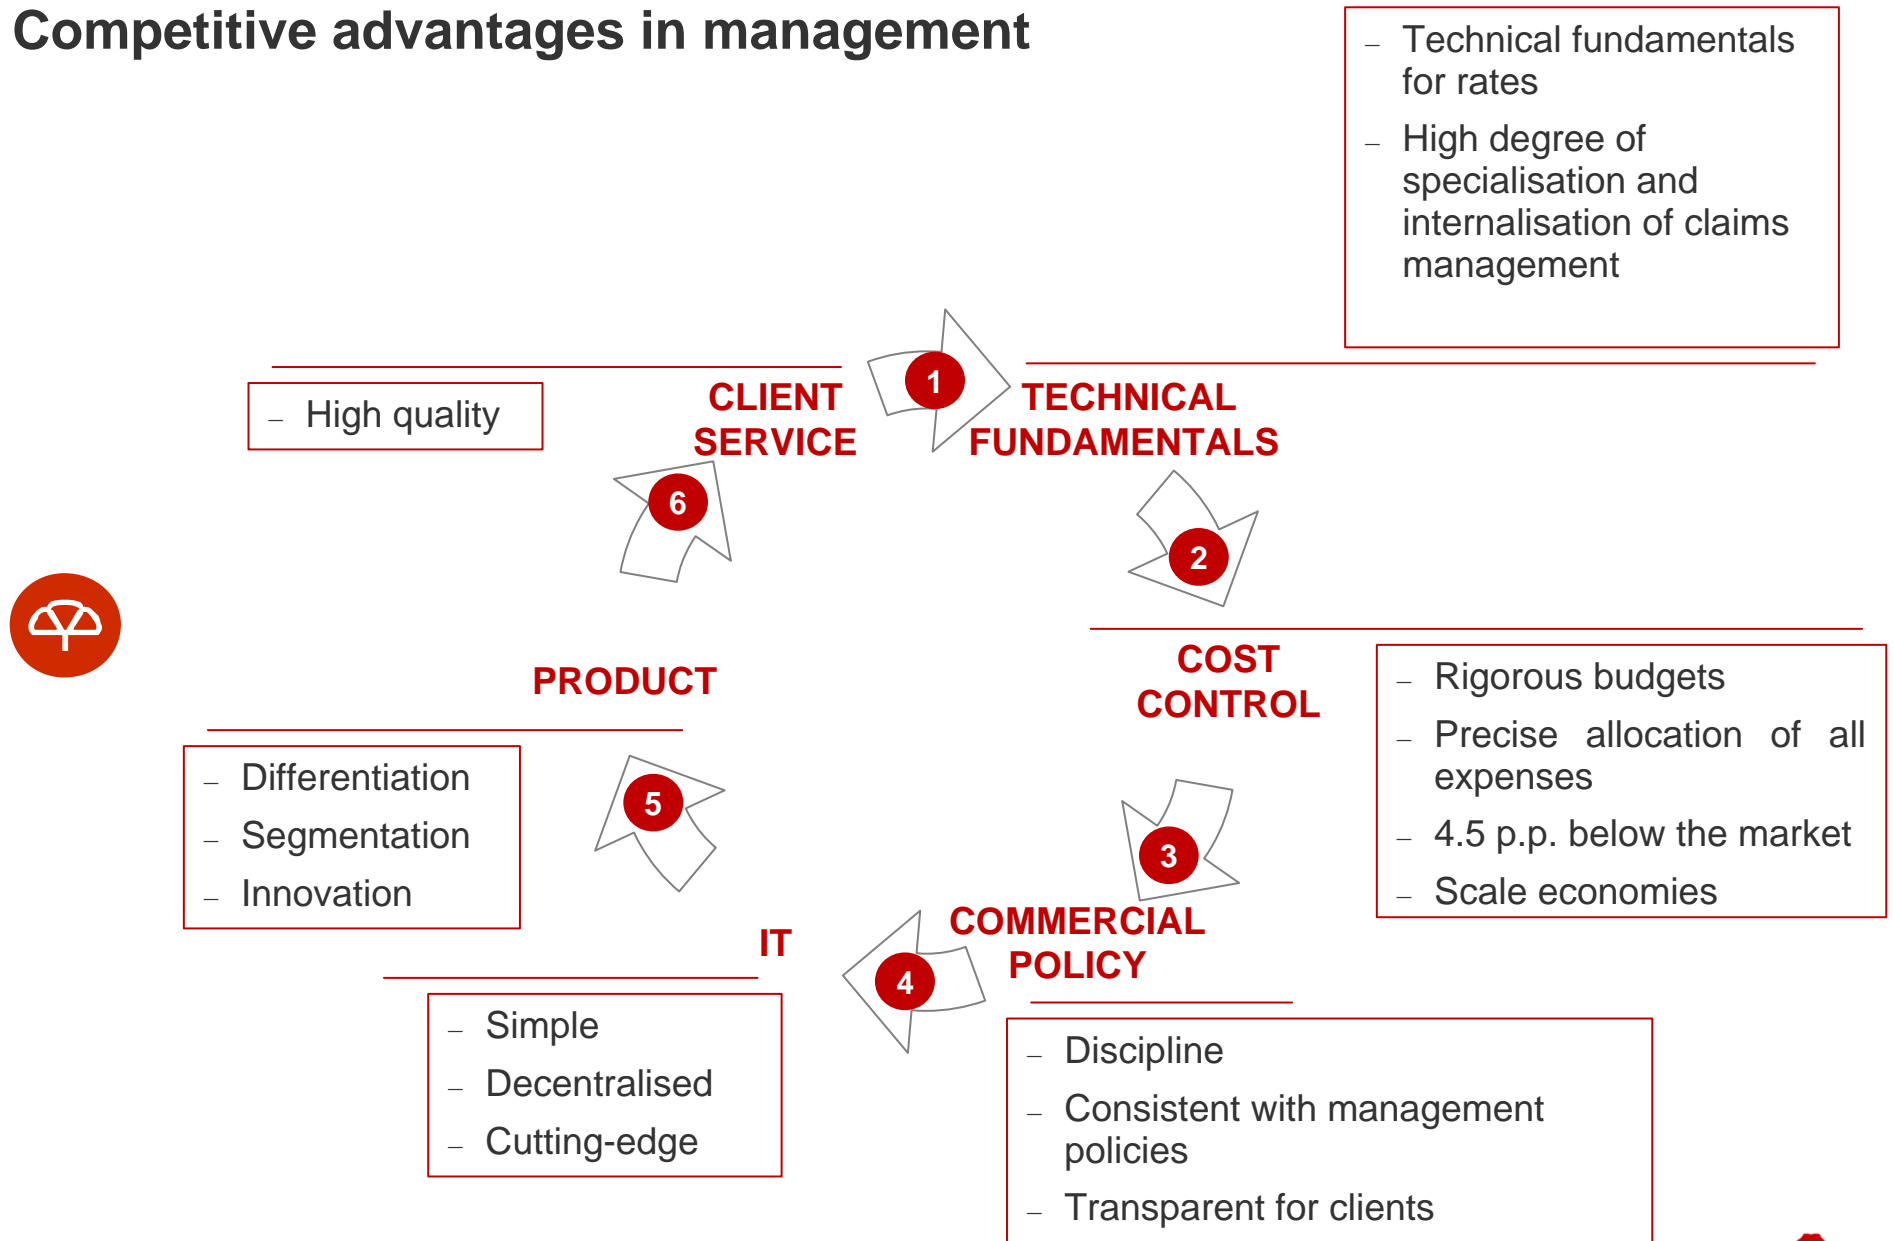 Competitive advantages in management
– Technical fundamentals
for rates
– High degree of
specialisation and
internalisation of claims
management
1
CLIENT
SERVICE
– High quality
TECHNICAL
FUNDAMENTALS
6
2
PRODUCT
COST
CONTROL
– Rigorous budgets
– Precise allocation of all
expenses
– 4.5 p.p. below the market
– Scale economies
– Differentiation
– Segmentation
– Innovation
5
3
IT
COMMERCIAL
POLICY
4
– Simple
– Decentralised
– Cutting-edge
– Discipline
– Consistent with management
policies
– Transparent for clients